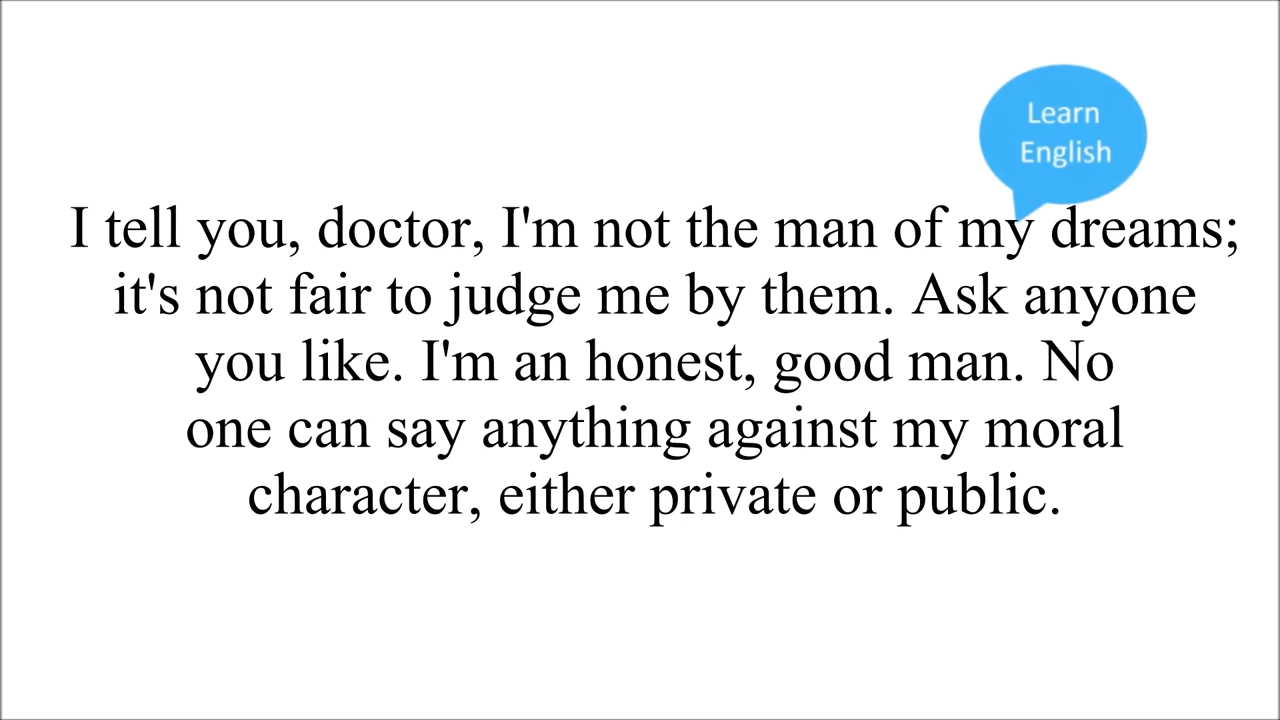 Learn
English
I tell you, doctor, I'm not the man of my dreams;
it's not fair to judge me by them. Ask anyone
you like. I'm an honest, good man. No
one can say anything against my moral
character, either private or public.